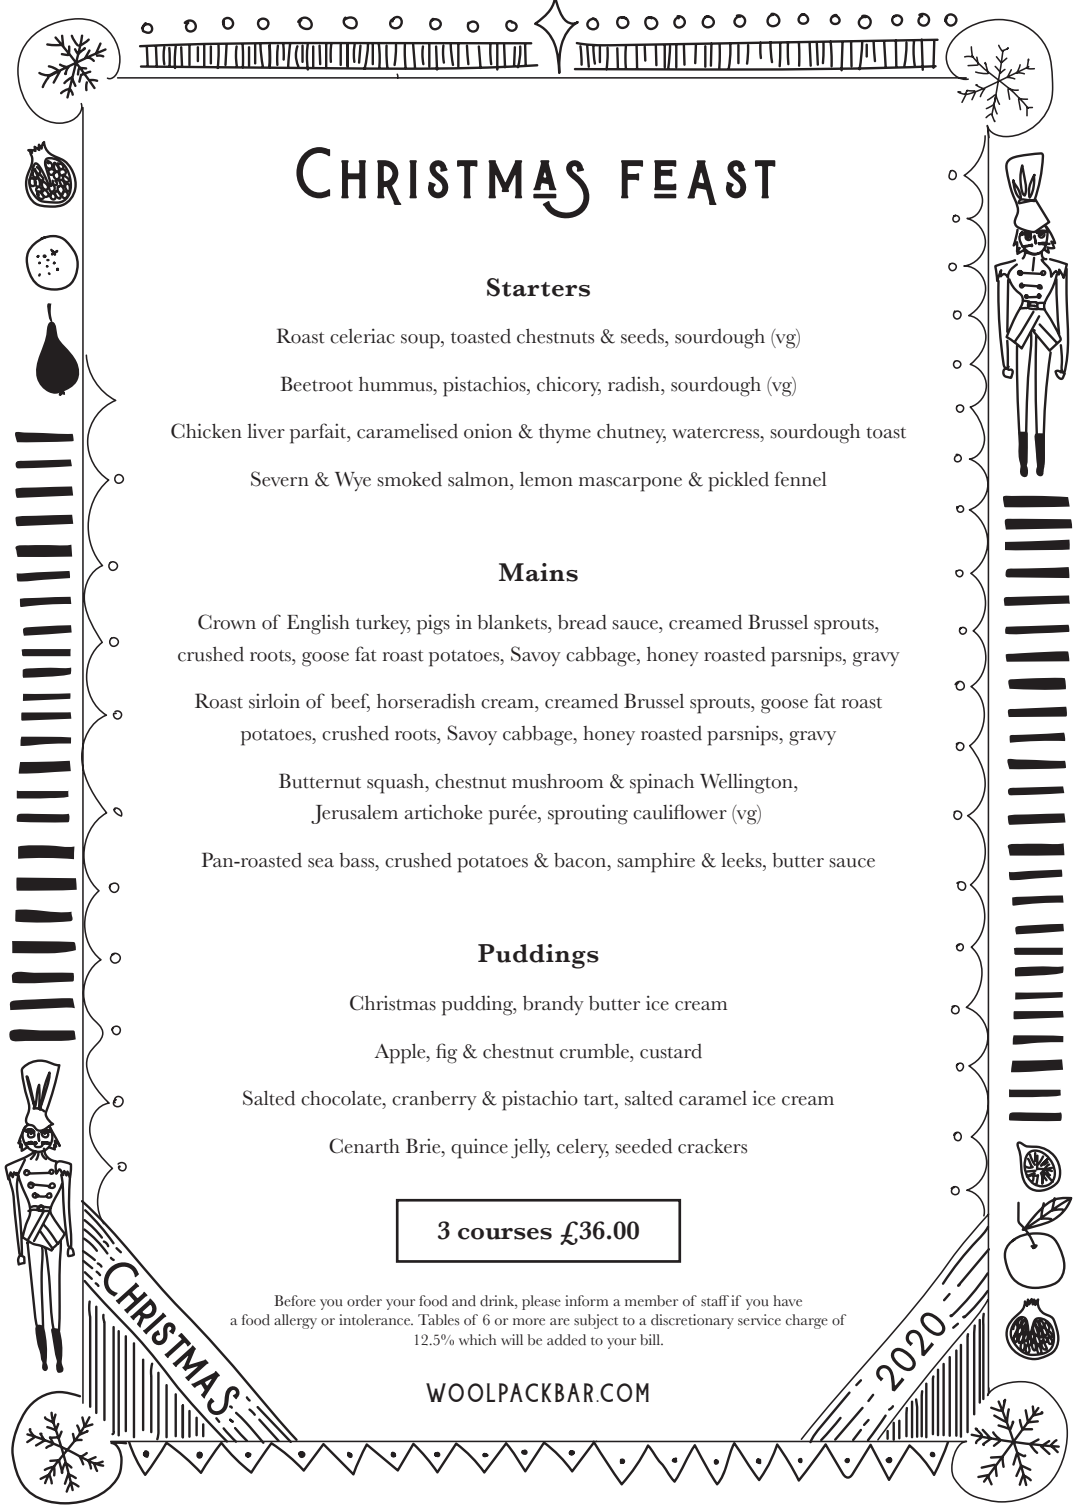 CHRISTMAS FEAST
Starters
Roast celeriac soup, toasted chestnuts & seeds, sourdough (vg)
Beetroot hummus, pistachios, chicory, radish, sourdough (vg)
Chicken liver parfait, caramelised onion & thyme chutney, watercress, sourdough toast
Severn & Wye smoked salmon, lemon mascarpone & pickled fennel
Mains
Crown of English turkey, pigs in blankets, bread sauce, creamed Brussel sprouts,
crushed roots, goose fat roast potatoes, Savoy cabbage, honey roasted parsnips, gravy
Roast sirloin of beef, horseradish cream, creamed Brussel sprouts, goose fat roast
potatoes, crushed roots, Savoy cabbage, honey roasted parsnips, gravy
Butternut squash, chestnut mushroom & spinach Wellington,
Jerusalem artichoke purée, sprouting cauliflower (vg)
Pan-roasted sea bass, crushed potatoes & bacon, samphire & leeks, butter sauce
Puddings
Christmas pudding, brandy butter ice cream
Apple, fig & chestnut crumble, custard
Salted chocolate, cranberry & pistachio tart, salted caramel ice cream
Cenarth Brie, quince jelly, celery, seeded crackers
3 courses £36.00
Before you order your food and drink, please inform a member of staff if you have
a food allergy or intolerance. Tables of 6 or more are subject to a discretionary service charge of
12.5% which will be added to your bill.
CHRISTMAS
2020
WOOLPACKBAR.COM